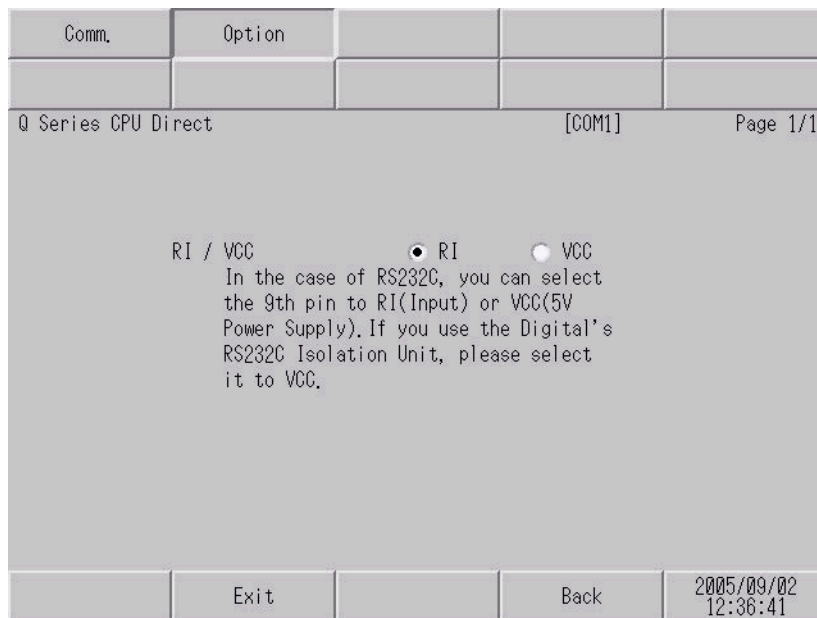 Comm. Option
Q Series CPU Direct [COM1] Page 1/1
RI / VCC RI VCC
In the case of RS232C, you can select
the 9th pin to RI(Input) or VCC(5V
Power Supply).If you use the Digital's
RS232C Isolation Unit, please select
it to VCC.
Exit Back 2005/09/02
12:36:41